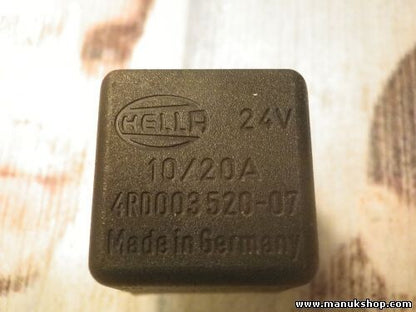 HELLA 24V
10/20A
4RD003520-07
Made in Germany
www.manukshop.com